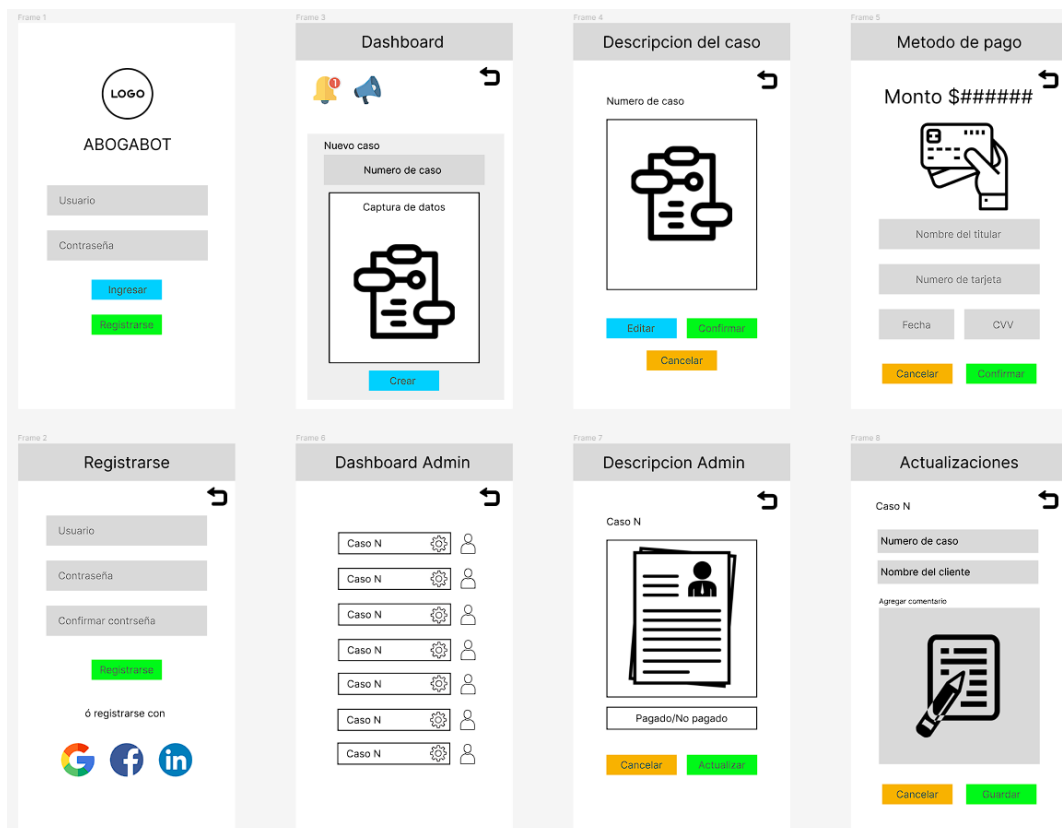 Frame 1
LOGO
ABOGABOT
Usuario
Contraseña
Ingresar
Registrarse
Frame 3
Dashboard
1
Nuevo caso
Numero de caso
Captura de datos
Crear
Frame 4
Descripcion del caso
Numero de caso
Editar
Confirmar
Cancelar
Frame 5
Metodo de pago
Monto $######
Nombre del titular
Numero de tarjeta
Fecha
CVV
Cancelar
Confirmar
Frame 2
Registrarse
Usuario
Contraseña
Confirmar contrseña
Registrarse
ó registrarse con
G
f
in
Frame 6
Dashboard Admin
Caso N
Caso N
Caso N
Caso N
Caso N
Caso N
Caso N
Frame 7
Descripcion Admin
Caso N
Pagado/No pagado
Cancelar
Actualizar
Frame 8
Actualizaciones
Caso N
Numero de caso
Nombre del cliente
Agregar comentario
Cancelar
Guardar